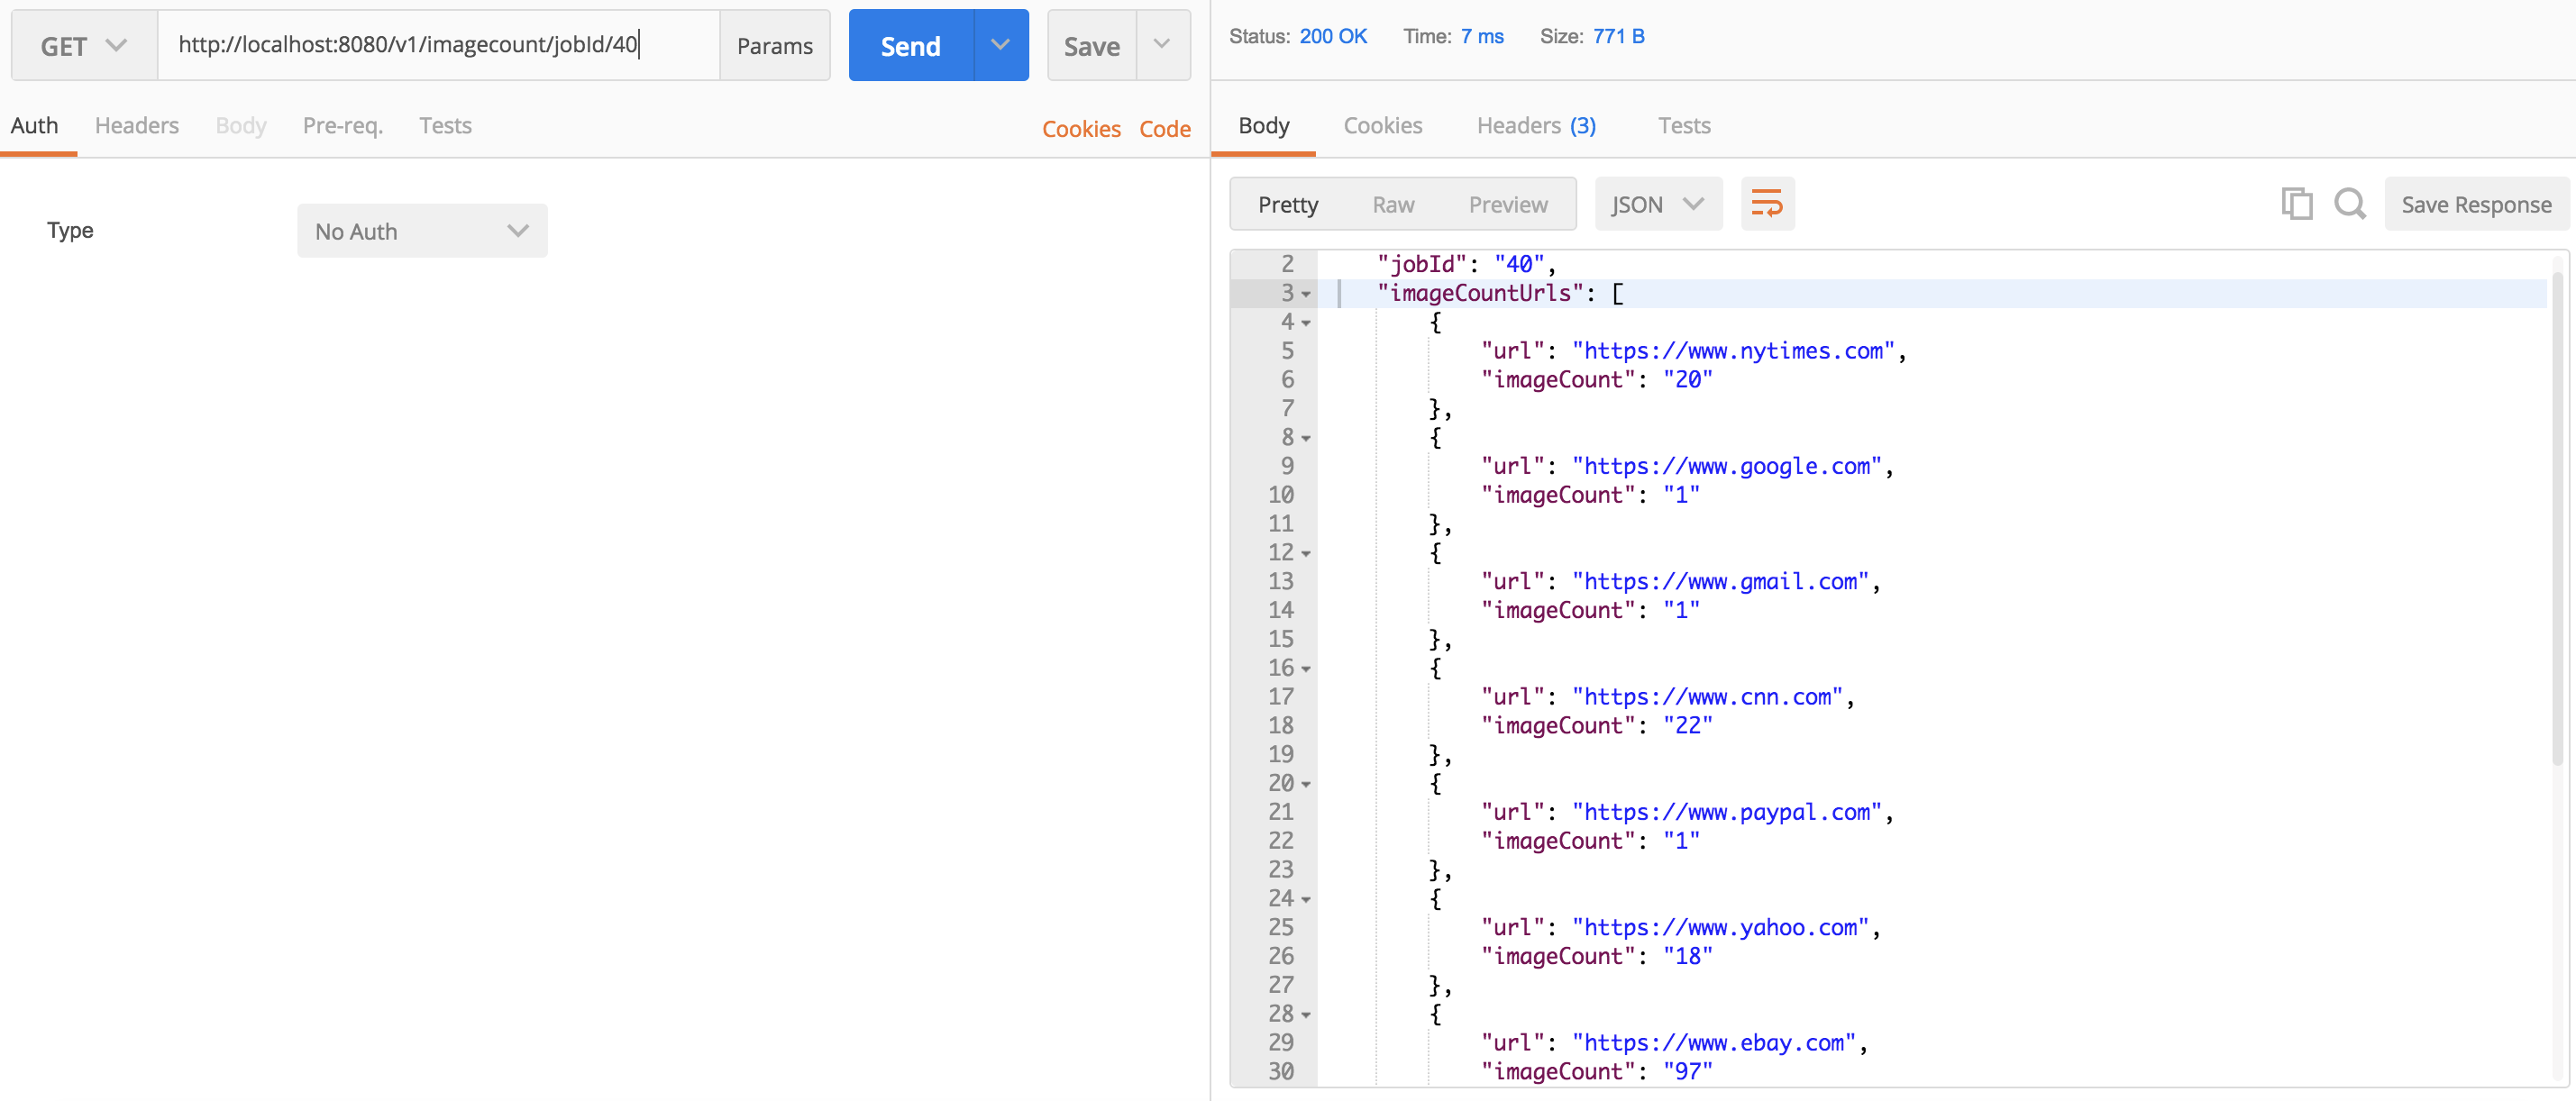 GET http://localhost:8080/v1/imagecount/jobId/40 Params Send Save
Auth Headers Body Pre-req. Tests Cookies Code
Type No Auth
Status: 200 OK Time: 7 ms Size: 771 B
Body Cookies Headers (3) Tests
Pretty Raw Preview JSON Save Response
2 "jobId": "40",
3 "imageCountUrls": [
4 {
5 "url": "https://www.nytimes.com",
6 "imageCount": "20"
7 },
8 {
9 "url": "https://www.google.com",
10 "imageCount": "1"
11 },
12 {
13 "url": "https://www.gmail.com",
14 "imageCount": "1"
15 },
16 {
17 "url": "https://www.cnn.com",
18 "imageCount": "22"
19 },
20 {
21 "url": "https://www.paypal.com",
22 "imageCount": "1"
23 },
24 {
25 "url": "https://www.yahoo.com",
26 "imageCount": "18"
27 },
28 {
29 "url": "https://www.ebay.com",
30 "imageCount": "97"